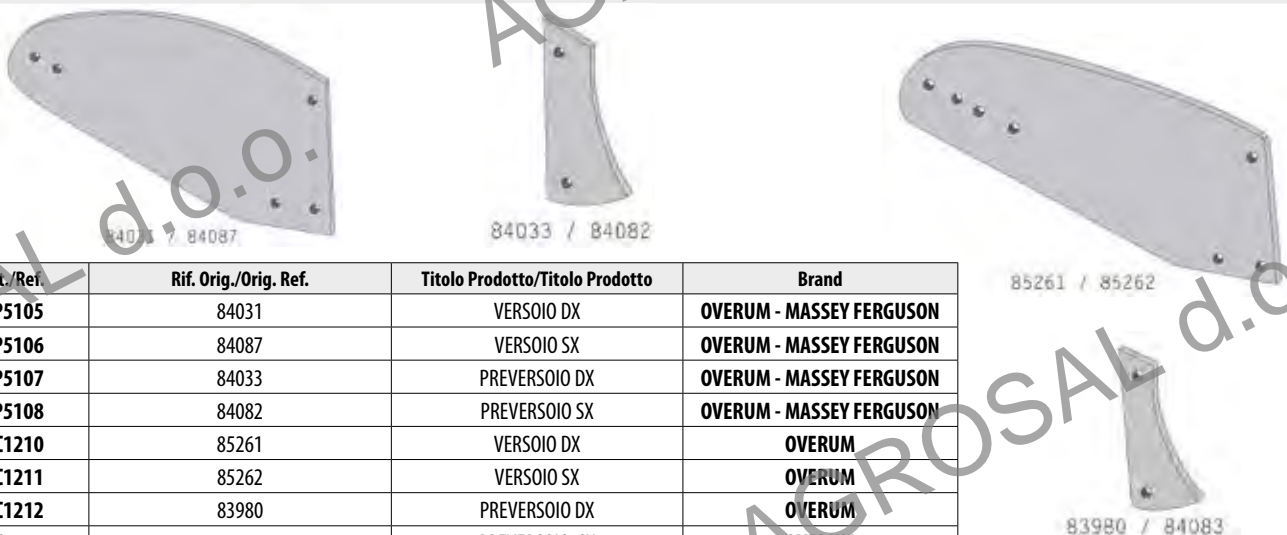 84031 / 84087
84033 / 84082
85261 / 85262
83980 / 84083
Rif. Orig./Orig. Ref. Titolo Prodotto/Titolo Prodotto Brand
P5105 84031 VERSOIO DX OVERUM - MASSEY FERGUSON
P5106 84087 VERSOIO SX OVERUM - MASSEY FERGUSON
P5107 84033 PREVERSOIO DX OVERUM - MASSEY FERGUSON
P5108 84082 PREVERSOIO SX OVERUM - MASSEY FERGUSON
C1210 85261 VERSOIO DX OVERUM
C1211 85262 VERSOIO SX OVERUM
C1212 83980 PREVERSOIO DX OVERUM
AL d.o.o.
AGROSAL d.o